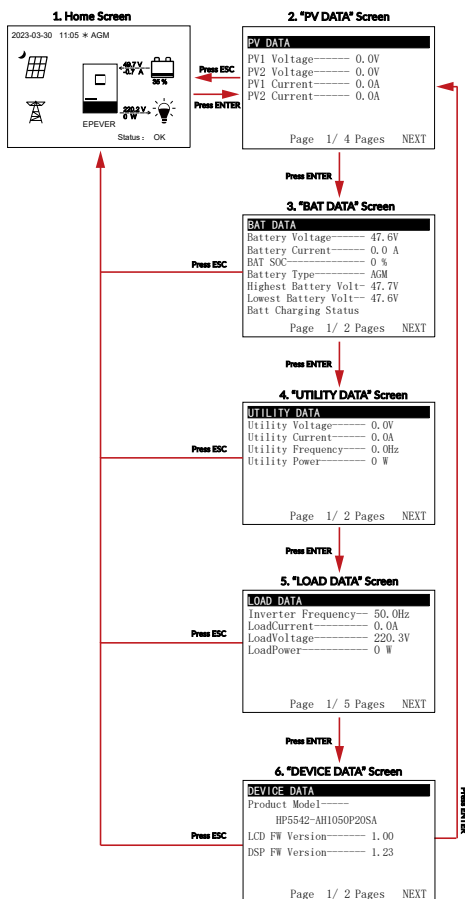 1. Home Screen
2023-03-30 11:05 ∗ AGM
49.7 V
-0.7 A
36 %
220.2 V
0 W
EPEVER
Status : OK
Press ESC
Press ENTER
2. "PV DATA" Screen
PV DATA
PV1 Voltage------ 0.0V
PV2 Voltage------ 0.0V
PV1 Current------ 0.0A
PV2 Current------ 0.0A
Page 1/ 4 Pages NEXT
Press ENTER
3. "BAT DATA" Screen
BAT DATA
Battery Voltage------ 47.6V
Battery Current------ 0.0 A
BAT SOC--------------- 0 %
Battery Type------- AGM
Highest Battery Volt- 47.7V
Lowest Battery Volt-- 47.6V
Batt Charging Status
Page 1/ 2 Pages NEXT
Press ESC
Press ENTER
4. "UTILITY DATA" Screen
UTILITY DATA
Utility Voltage------ 0.0V
Utility Current------ 0.0A
Utility Frequency---- 0.0Hz
Utility Power-------- 0 W
Page 1/ 2 Pages NEXT
Press ESC
Press ENTER
5. "LOAD DATA" Screen
LOAD DATA
Inverter Frequency-- 50.0Hz
LoadCurrent--------- 0.0A
LoadVoltage--------- 220.3V
LoadPower----------- 0 W
Page 1/ 5 Pages NEXT
Press ESC
Press ENTER
6. "DEVICE DATA" Screen
DEVICE DATA
Product Model-----
HP5542-AH1050P20SA
LCD FW Version------- 1.00
DSP FW Version------- 1.23
Page 1/ 2 Pages NEXT
Press ESC
Press ENTER